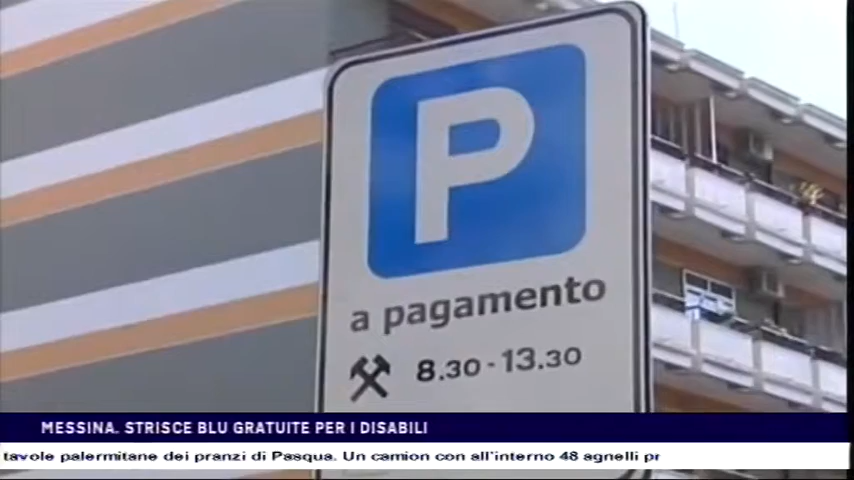 P
a pagamento
8.30 - 13.30
MESSINA. STRISCE BLU GRATUITE PER I DISABILI
tavole palermitane dei pranzi di Pasqua. Un camion con all'interno 48 agnelli pr